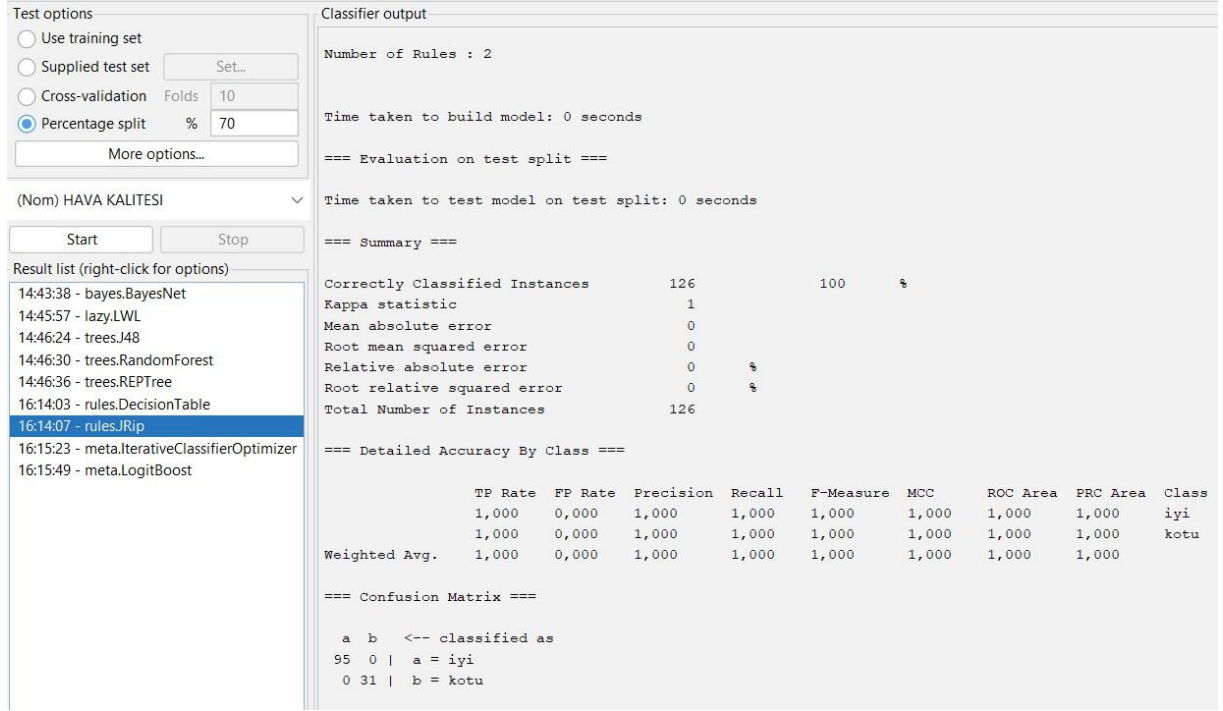 Test options
Use training set
Supplied test set Set...
Cross-validation Folds 10
Percentage split % 70
More options...
(Nom) HAVA KALITESI
Start Stop
Result list (right-click for options)
14:43:38 - bayes.BayesNet
14:45:57 - lazy.LWL
14:46:24 - trees.J48
14:46:30 - trees.RandomForest
14:46:36 - trees.REPTree
16:14:03 - rules.DecisionTable
16:14:07 - rules.JRip
16:15:23 - meta.IterativeClassifierOptimizer
16:15:49 - meta.LogitBoost
Classifier output
Number of Rules : 2
Time taken to build model: 0 seconds
=== Evaluation on test split ===
Time taken to test model on test split: 0 seconds
=== Summary ===
Correctly Classified Instances 126 100 %
Kappa statistic 1
Mean absolute error 0
Root mean squared error 0
Relative absolute error 0 %
Root relative squared error 0 %
Total Number of Instances 126
=== Detailed Accuracy By Class ===
TP Rate FP Rate Precision Recall F-Measure MCC ROC Area PRC Area Class
1,000 0,000 1,000 1,000 1,000 1,000 1,000 1,000 iyi
1,000 0,000 1,000 1,000 1,000 1,000 1,000 1,000 kotu
Weighted Avg. 1,000 0,000 1,000 1,000 1,000 1,000 1,000 1,000
=== Confusion Matrix ===
a b <-- classified as
95 0 | a = iyi
0 31 | b = kotu